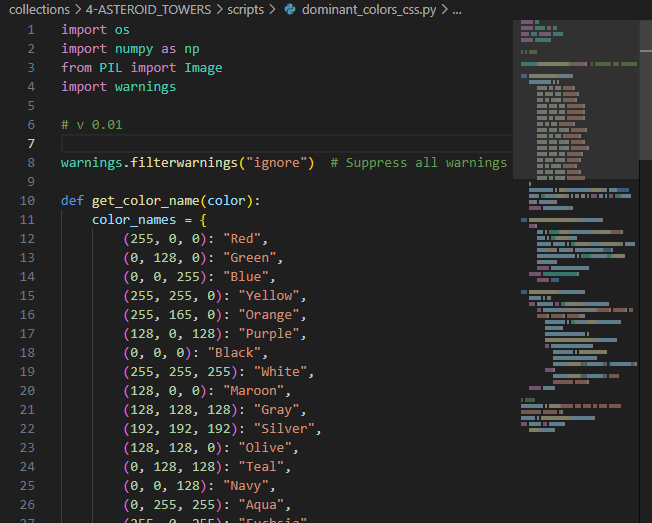 collections > 4-ASTEROID_TOWERS > scripts > dominant_colors_css.py > ...
1 import os
2 import numpy as np
3 from PIL import Image
4 import warnings
5
6 # v 0.01
7
8 warnings.filterwarnings("ignore")  # Suppress all warnings
9
10 def get_color_name(color):
11     color_names = {
12         (255, 0, 0): "Red",
13         (0, 128, 0): "Green",
14         (0, 0, 255): "Blue",
15         (255, 255, 0): "Yellow",
16         (255, 165, 0): "Orange",
17         (128, 0, 128): "Purple",
18         (0, 0, 0): "Black",
19         (255, 255, 255): "White",
20         (128, 0, 0): "Maroon",
21         (128, 128, 128): "Gray",
22         (192, 192, 192): "Silver",
23         (128, 128, 0): "Olive",
24         (0, 128, 128): "Teal",
25         (0, 0, 128): "Navy",
26         (0, 255, 255): "Aqua",
27         (255, 0, 255): "Fuchsia",